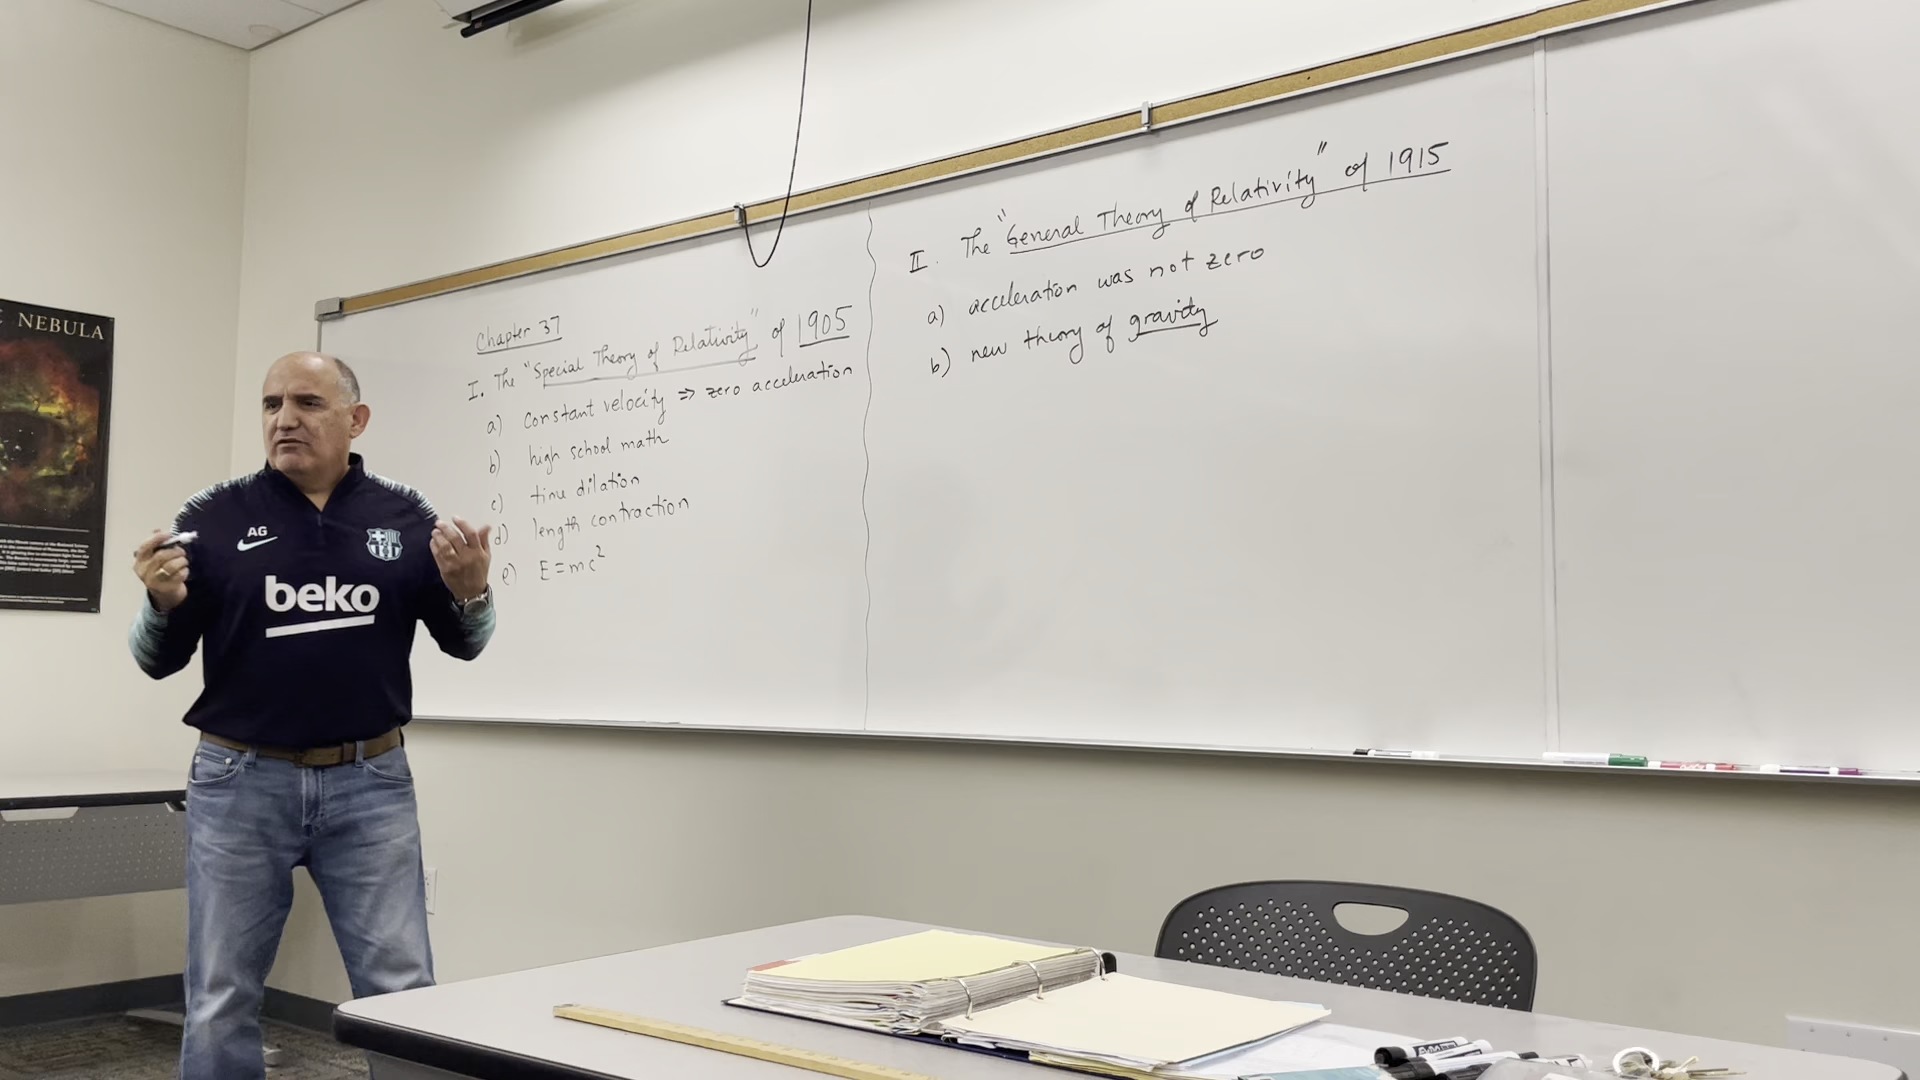 NEBULA
Chapter 37
I. The "Special Theory of Relativity" of 1905
a) constant velocity => zero acceleration
b) high school math
c) time dilation
d) length contraction
e) E = mc²
II. The "General Theory of Relativity" of 1915
a) acceleration was not zero
b) new theory of gravity
AG
beko